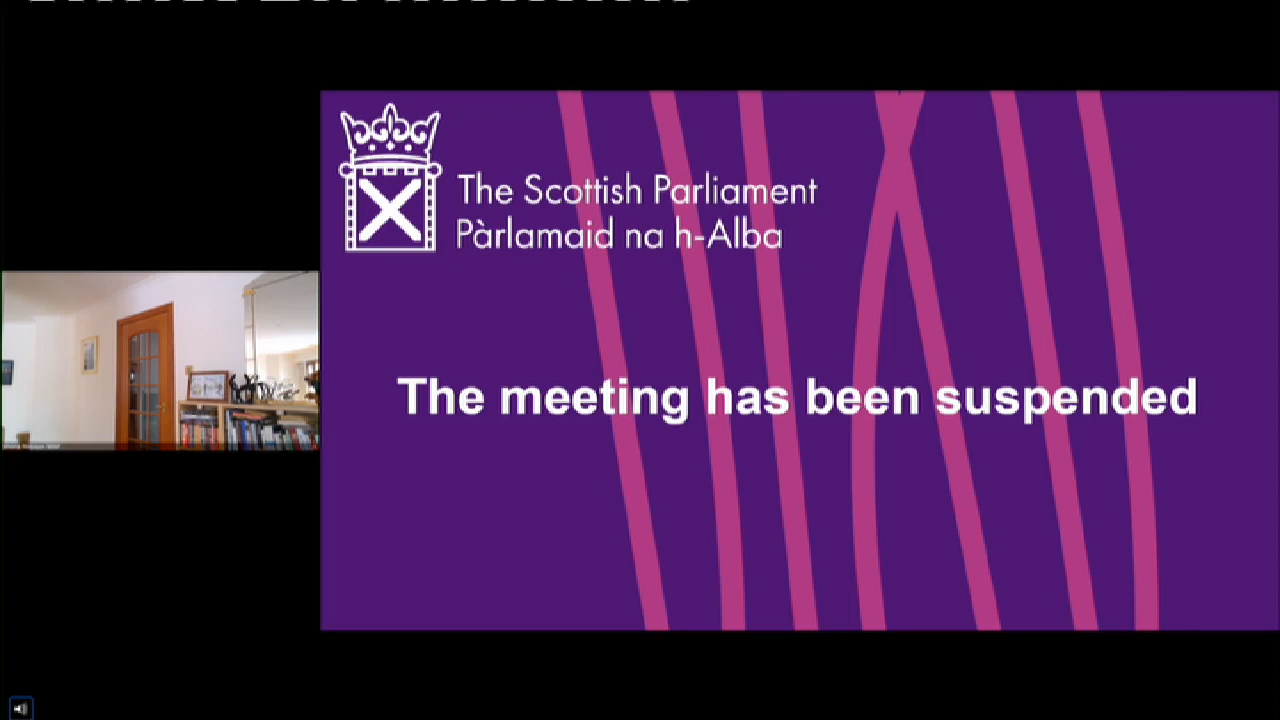 The Scottish Parliament
Pàrlamaid na h-Alba
The meeting has been suspended